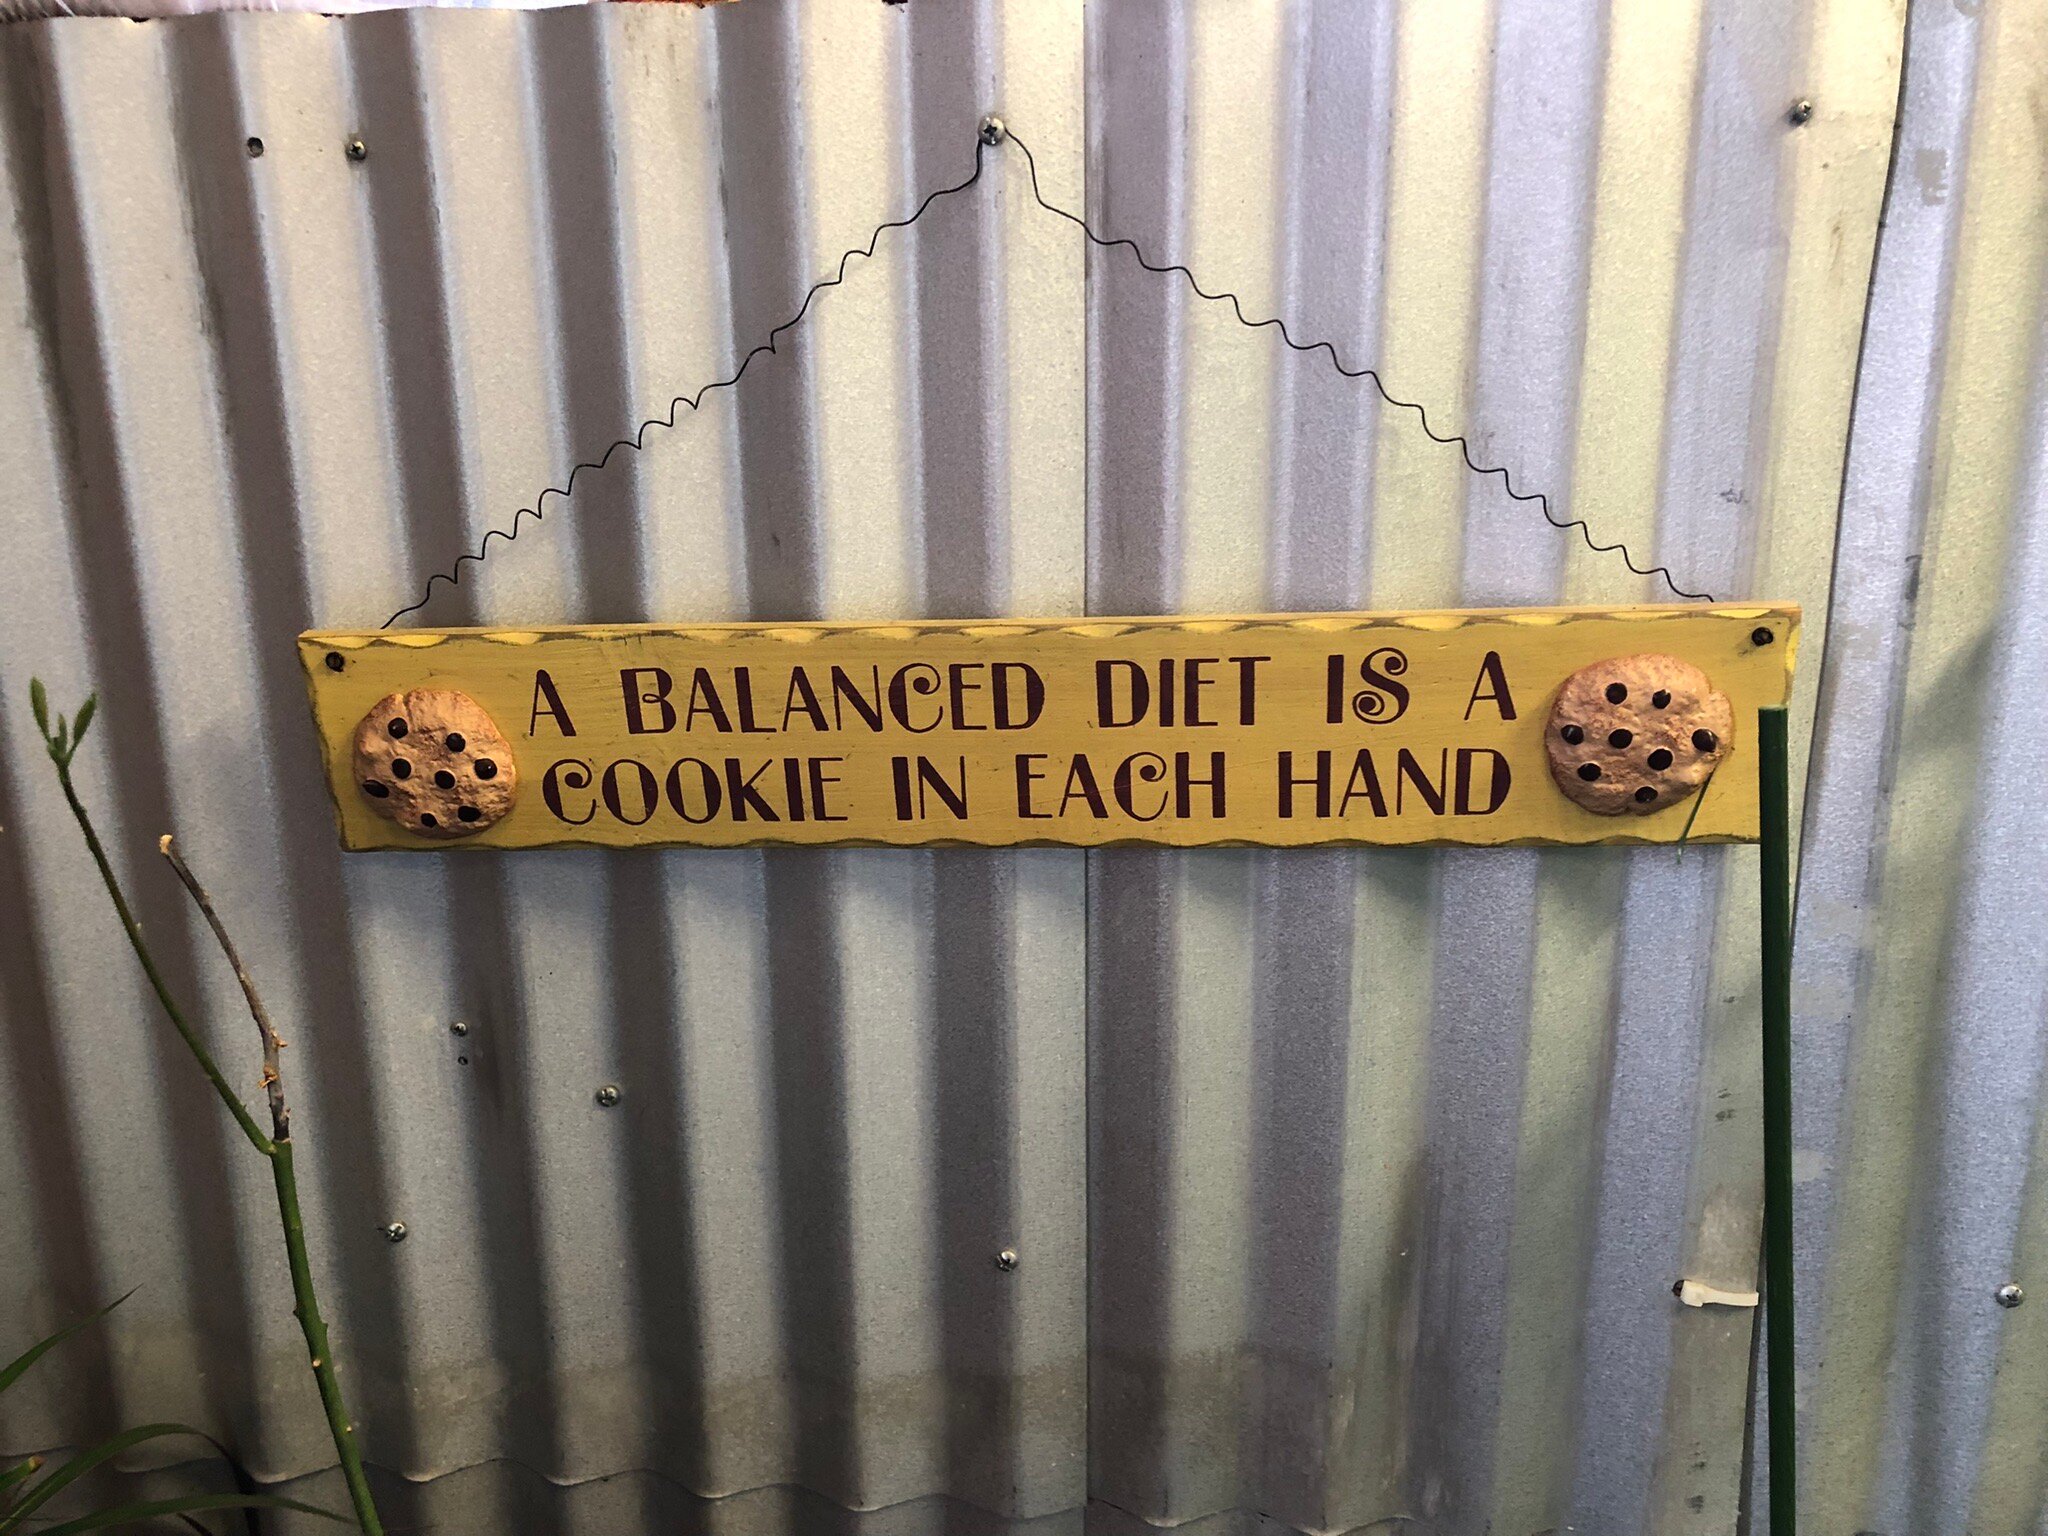 A BALANCED DIET IS A
COOKIE IN EACH HAND